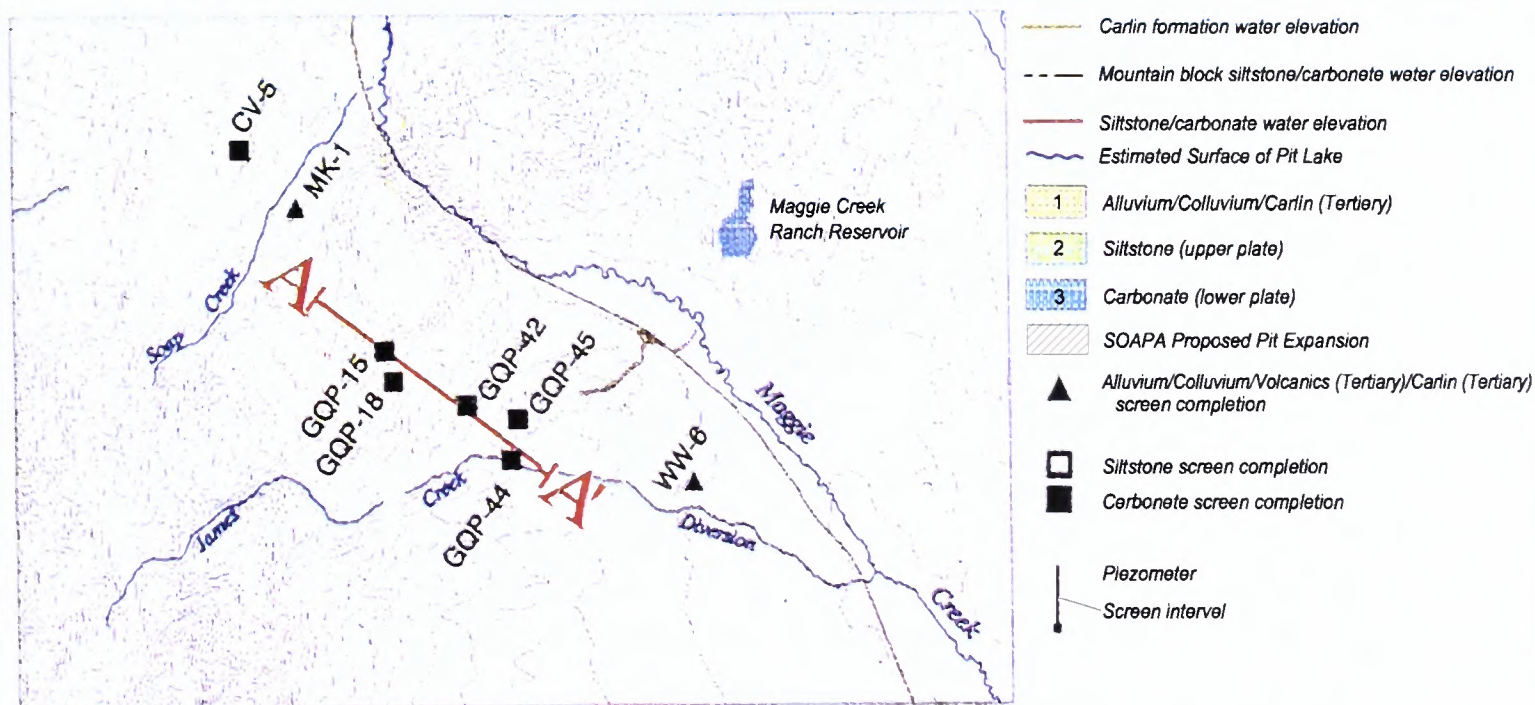 CV-5
MK-1
Maggie Creek
Ranch Reservoir
A
Soap Creek
GQP-15
GQP-18
GQP-42
GQP-45
GQP-44
A'
WW-6
James Creek Diversion
Maggie Creek
Carlin formation water elevation
Mountain block siltstone/carbonete water elevation
Siltstone/carbonate water elevation
Estimeted Surface of Pit Lake
1 Alluvium/Colluvium/Carlin (Tertiary)
2 Siltstone (upper plate)
3 Carbonate (lower plate)
SOAPA Proposed Pit Expansion
Alluvium/Colluvium/Volcanics (Tertiary)/Carlin (Tertiary)
screen completion
Siltstone screen completion
Carbonete screen completion
Piezometer
Screen interval